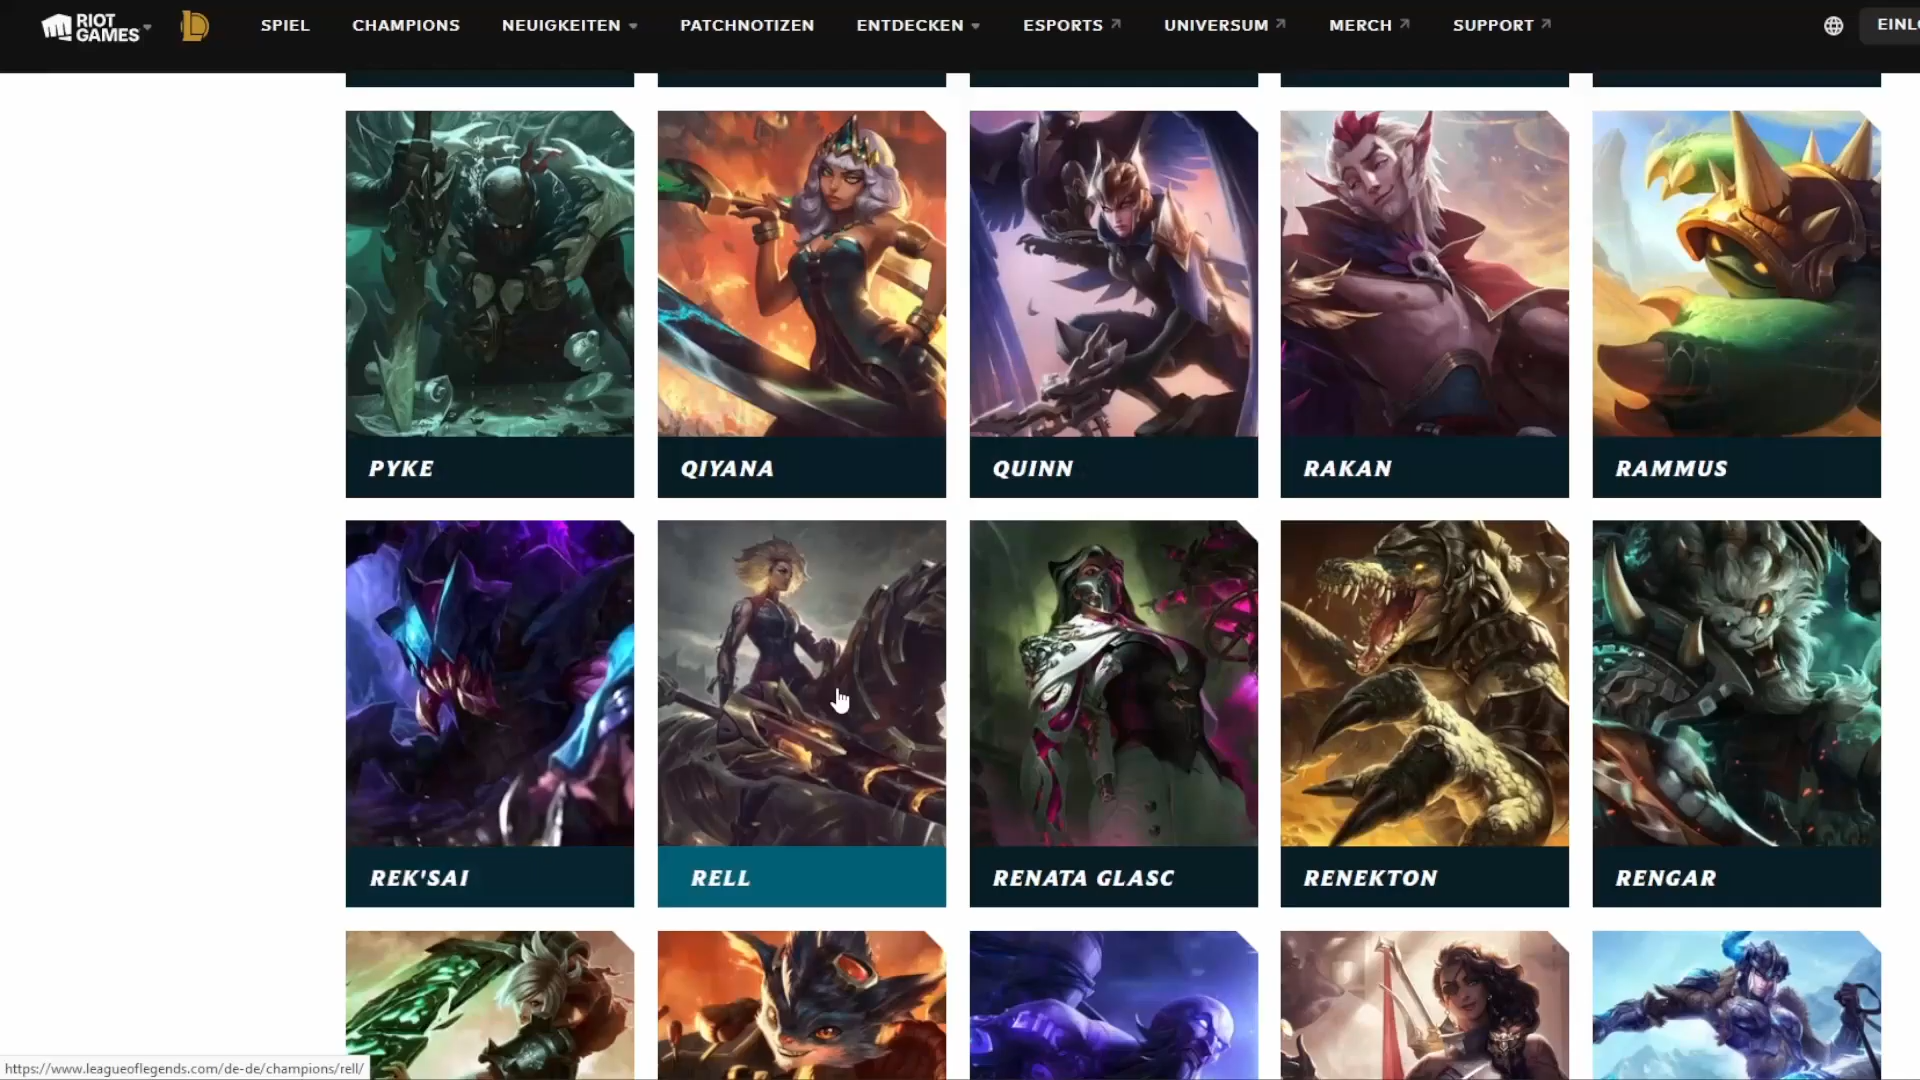 RIOT GAMES
SPIEL
CHAMPIONS
NEUIGKEITEN
PATCHNOTIZEN
ENTDECKEN
ESPORTS
UNIVERSUM
MERCH
SUPPORT
EINLO
PYKE
QIYANA
QUINN
RAKAN
RAMMUS
REK'SAI
RELL
RENATA GLASC
RENEKTON
RENGAR
https://www.leagueoflegends.com/de-de/champions/rell/